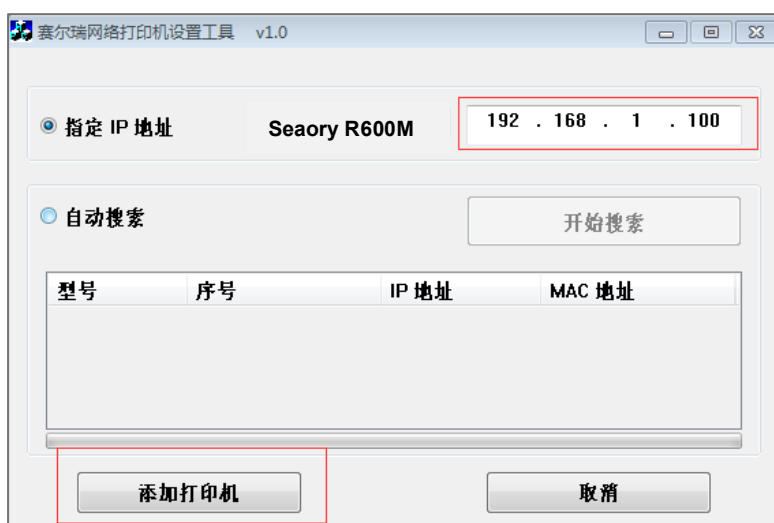 赛尔瑞网络打印机设置工具 v1.0
指定 IP 地址 Seaory R600M 192 . 168 . 1 . 100
自动搜索 开始搜索
型号 序号 IP 地址 MAC 地址
添加打印机 取消